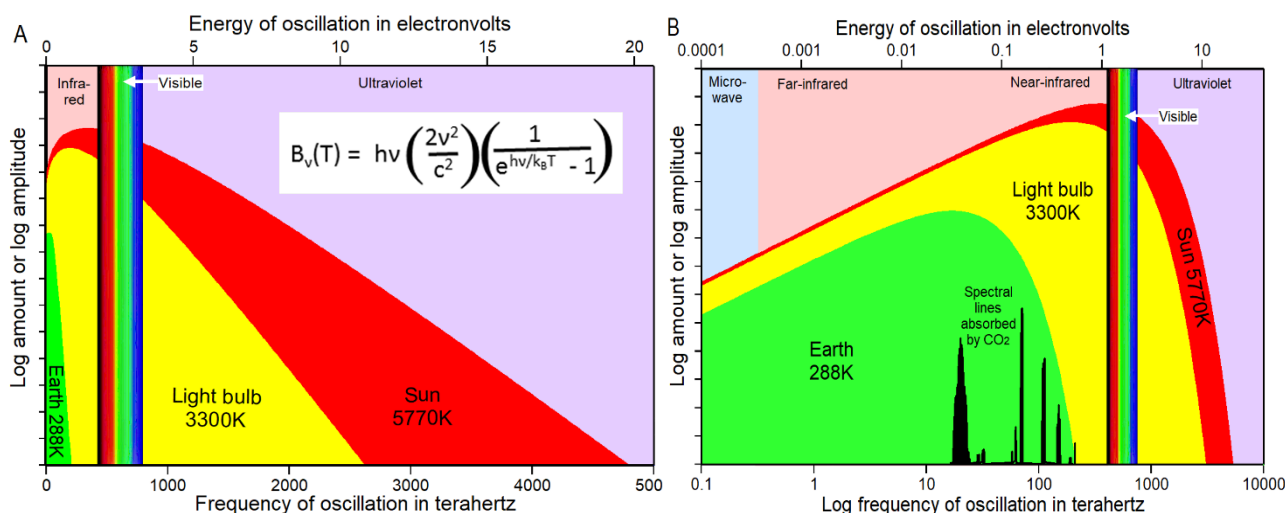 A
Energy of oscillation in electronvolts
0 5 10 15 20
Infra-
red
Visible
Ultraviolet
Bᵥ(T) = hν (2ν²/c²) (1/(e^(hν/k_BT) - 1))
Log amount or log amplitude
Earth 288K
Light bulb
3300K
Sun
5770K
0 1000 2000 3000 4000 500
Frequency of oscillation in terahertz
B
Energy of oscillation in electronvolts
0.0001 0.001 0.01 0.1 1 10
Micro-
wave
Far-infrared
Near-infrared
Ultraviolet
Visible
Log amount or log amplitude
Light bulb
3300K
Sun 5770K
Spectral
lines
absorbed
by CO₂
Earth
288K
0.1 1 10 100 1000 10000
Log frequency of oscillation in terahertz